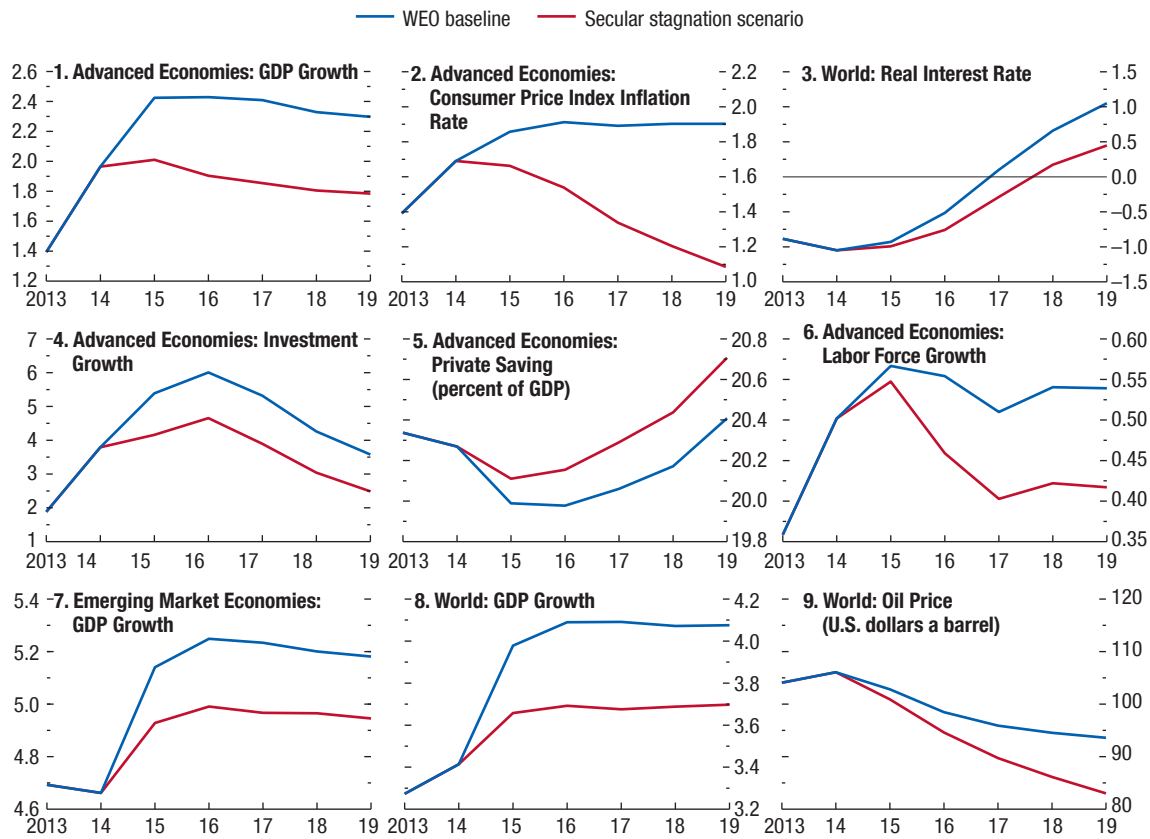 WEO baseline
Secular stagnation scenario
1. Advanced Economies: GDP Growth
2.6
2.4
2.2
2.0
1.8
1.6
1.4
1.2
2013 14 15 16 17 18 19
2. Advanced Economies:
Consumer Price Index Inflation
Rate
2.2
2.0
1.8
1.6
1.4
1.2
1.0
2013 14 15 16 17 18 19
3. World: Real Interest Rate
1.5
1.0
0.5
0.0
–0.5
–1.0
–1.5
2013 14 15 16 17 18 19
4. Advanced Economies: Investment
Growth
7
6
5
4
3
2
1
2013 14 15 16 17 18 19
5. Advanced Economies:
Private Saving
(percent of GDP)
20.8
20.6
20.4
20.2
20.0
19.8
2013 14 15 16 17 18 19
6. Advanced Economies:
Labor Force Growth
0.60
0.55
0.50
0.45
0.40
0.35
2013 14 15 16 17 18 19
7. Emerging Market Economies:
GDP Growth
5.4
5.2
5.0
4.8
4.6
2013 14 15 16 17 18 19
8. World: GDP Growth
4.2
4.0
3.8
3.6
3.4
3.2
2013 14 15 16 17 18 19
9. World: Oil Price
(U.S. dollars a barrel)
120
110
100
90
80
2013 14 15 16 17 18 19